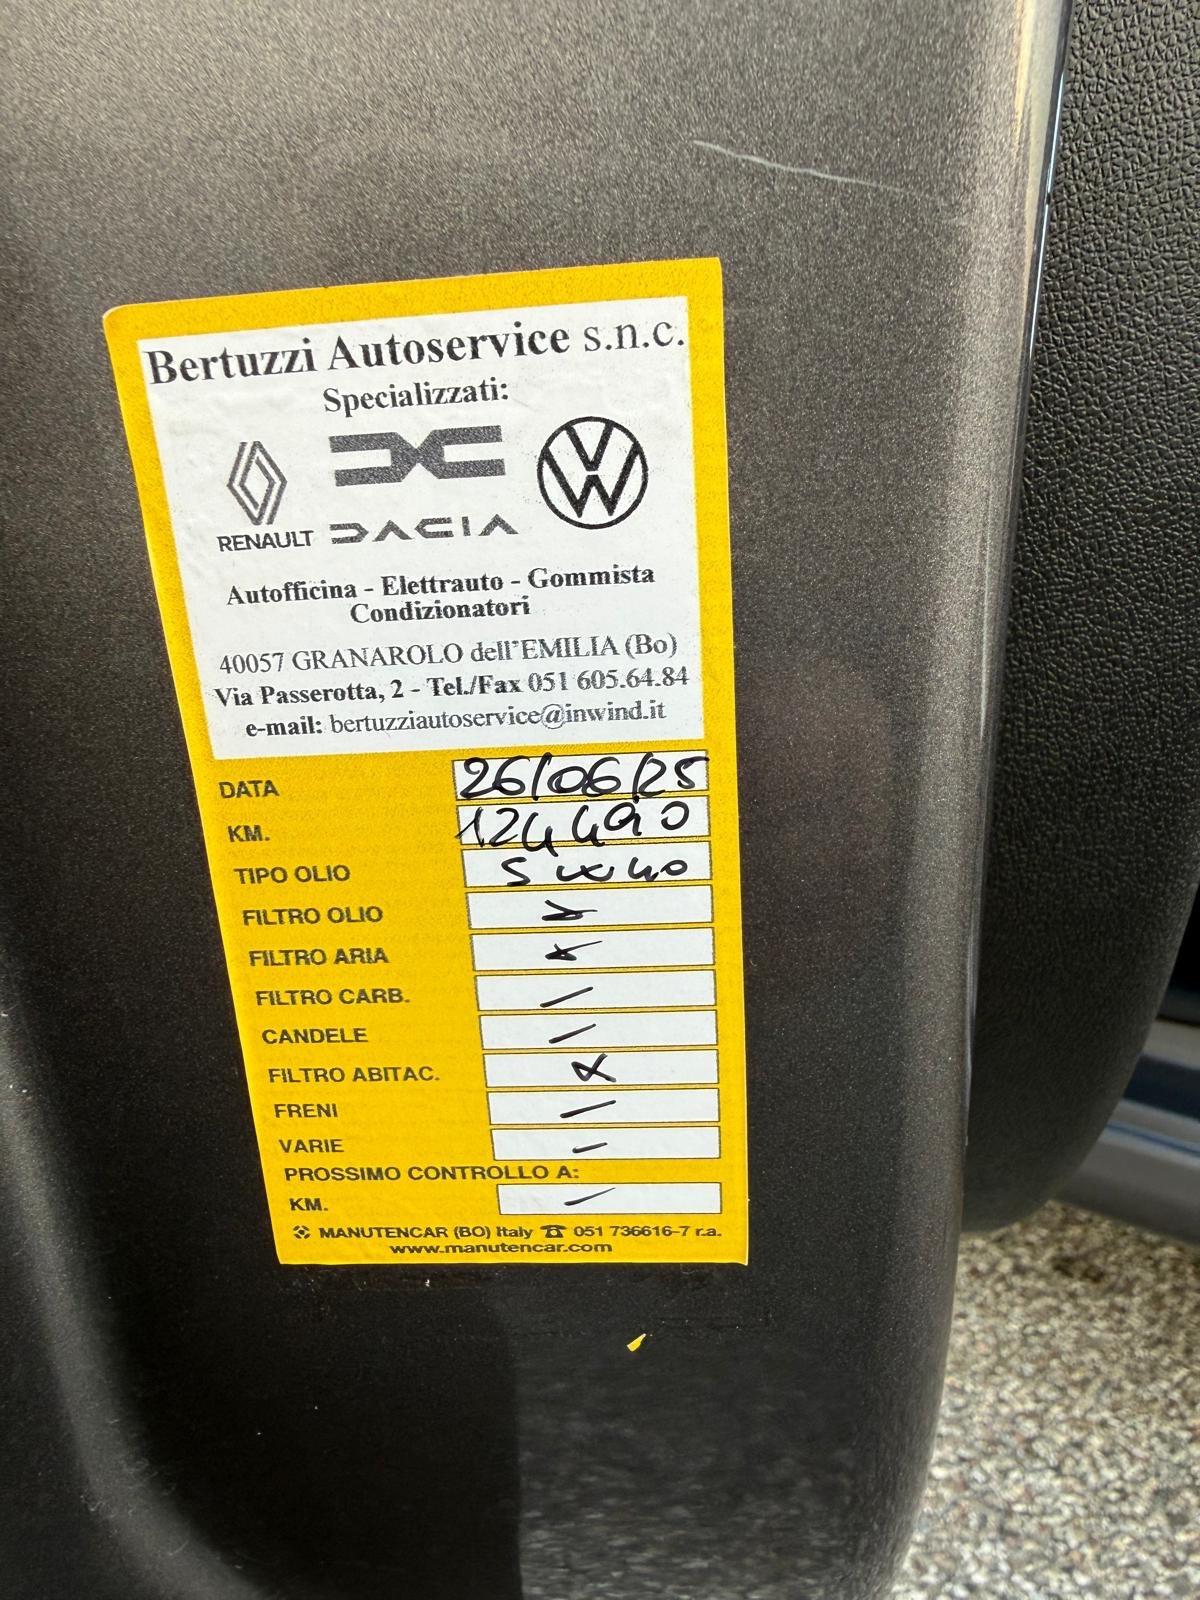 Bertuzzi Autoservice s.n.c.
Specializzati:
RENAULT DACIA
Autofficina - Elettrauto - Gommista
Condizionatori
40057 GRANAROLO dell'EMILIA (Bo)
Via Passerotta, 2 - Tel./Fax 051 605.64.84
e-mail: bertuzziautoservice@inwind.it
DATA 26/06/25
KM. 124490
TIPO OLIO 5W40
FILTRO OLIO X
FILTRO ARIA X
FILTRO CARB. /
CANDELE /
FILTRO ABITAC. X
FRENI /
VARIE /
PROSSIMO CONTROLLO A:
KM. /
MANUTENCAR (BO) Italy ☎ 051 736616-7 r.a.
www.manutencar.com